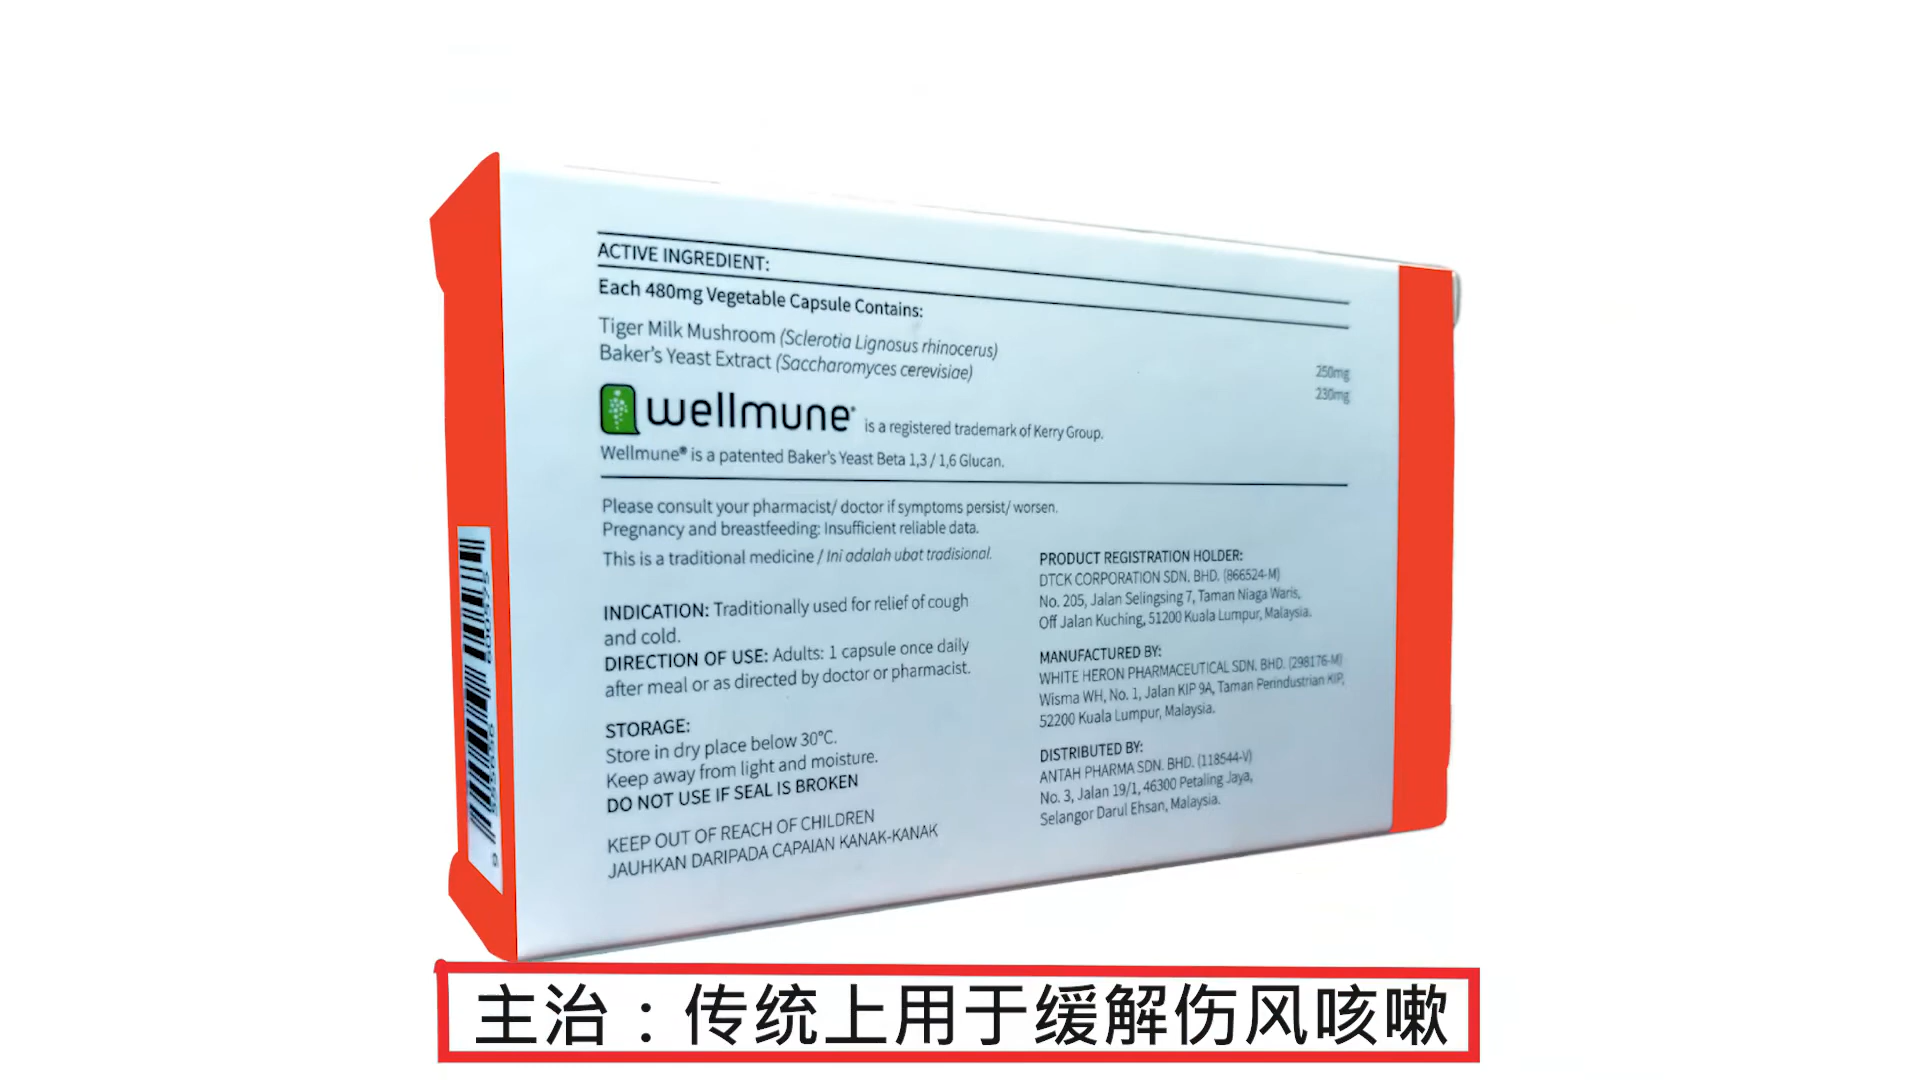 ACTIVE INGREDIENT:
Each 480mg Vegetable Capsule Contains:
Tiger Milk Mushroom (Sclerotia Lignosus rhinocerus) 250mg
Baker's Yeast Extract (Saccharomyces cerevisiae) 230mg
wellmune® is a registered trademark of Kerry Group.
Wellmune® is a patented Baker's Yeast Beta 1,3 / 1,6 Glucan.
Please consult your pharmacist/ doctor if symptoms persist/ worsen.
Pregnancy and breastfeeding: Insufficient reliable data.
This is a traditional medicine / Ini adalah ubat tradisional.
INDICATION: Traditionally used for relief of cough
and cold.
DIRECTION OF USE: Adults: 1 capsule once daily
after meal or as directed by doctor or pharmacist.
STORAGE:
Store in dry place below 30°C.
Keep away from light and moisture.
DO NOT USE IF SEAL IS BROKEN
KEEP OUT OF REACH OF CHILDREN
JAUHKAN DARIPADA CAPAIAN KANAK-KANAK
PRODUCT REGISTRATION HOLDER:
DTCK CORPORATION SDN. BHD. (866524-M)
No. 205, Jalan Selingsing 7, Taman Niaga Waris,
Off Jalan Kuching, 51200 Kuala Lumpur, Malaysia.
MANUFACTURED BY:
WHITE HERON PHARMACEUTICAL SDN. BHD. (298176-M)
Wisma WH, No. 1, Jalan KIP 9A, Taman Perindustrian KIP,
52200 Kuala Lumpur, Malaysia.
DISTRIBUTED BY:
ANTAH PHARMA SDN. BHD. (118544-V)
No. 3, Jalan 19/1, 46300 Petaling Jaya,
Selangor Darul Ehsan, Malaysia.
主治：传统上用于缓解伤风咳嗽